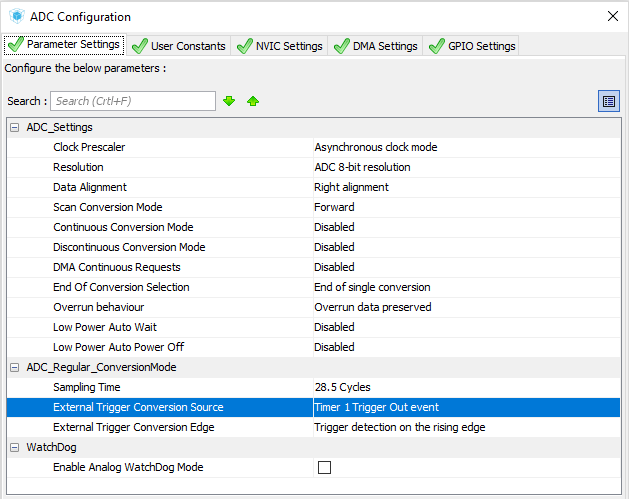 ADC Configuration
Parameter Settings User Constants NVIC Settings DMA Settings GPIO Settings
Configure the below parameters :
Search : Search (Crtl+F)
ADC_Settings
Clock Prescaler Asynchronous clock mode
Resolution ADC 8-bit resolution
Data Alignment Right alignment
Scan Conversion Mode Forward
Continuous Conversion Mode Disabled
Discontinuous Conversion Mode Disabled
DMA Continuous Requests Disabled
End Of Conversion Selection End of single conversion
Overrun behaviour Overrun data preserved
Low Power Auto Wait Disabled
Low Power Auto Power Off Disabled
ADC_Regular_ConversionMode
Sampling Time 28.5 Cycles
External Trigger Conversion Source Timer 1 Trigger Out event
External Trigger Conversion Edge Trigger detection on the rising edge
WatchDog
Enable Analog WatchDog Mode